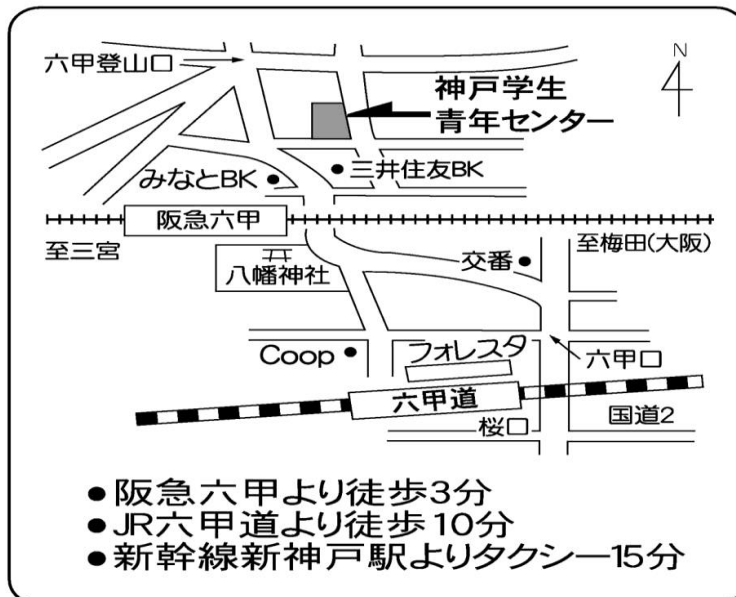 N
六甲登山口
神戸学生
青年センター
三井住友BK
みなとBK
阪急六甲
至三宮
至梅田(大阪)
八幡神社
交番
Coop
フォレスタ
六甲口
六甲道
国道2
桜口
●阪急六甲より徒歩3分
●JR六甲道より徒歩10分
●新幹線新神戸駅よりタクシー15分